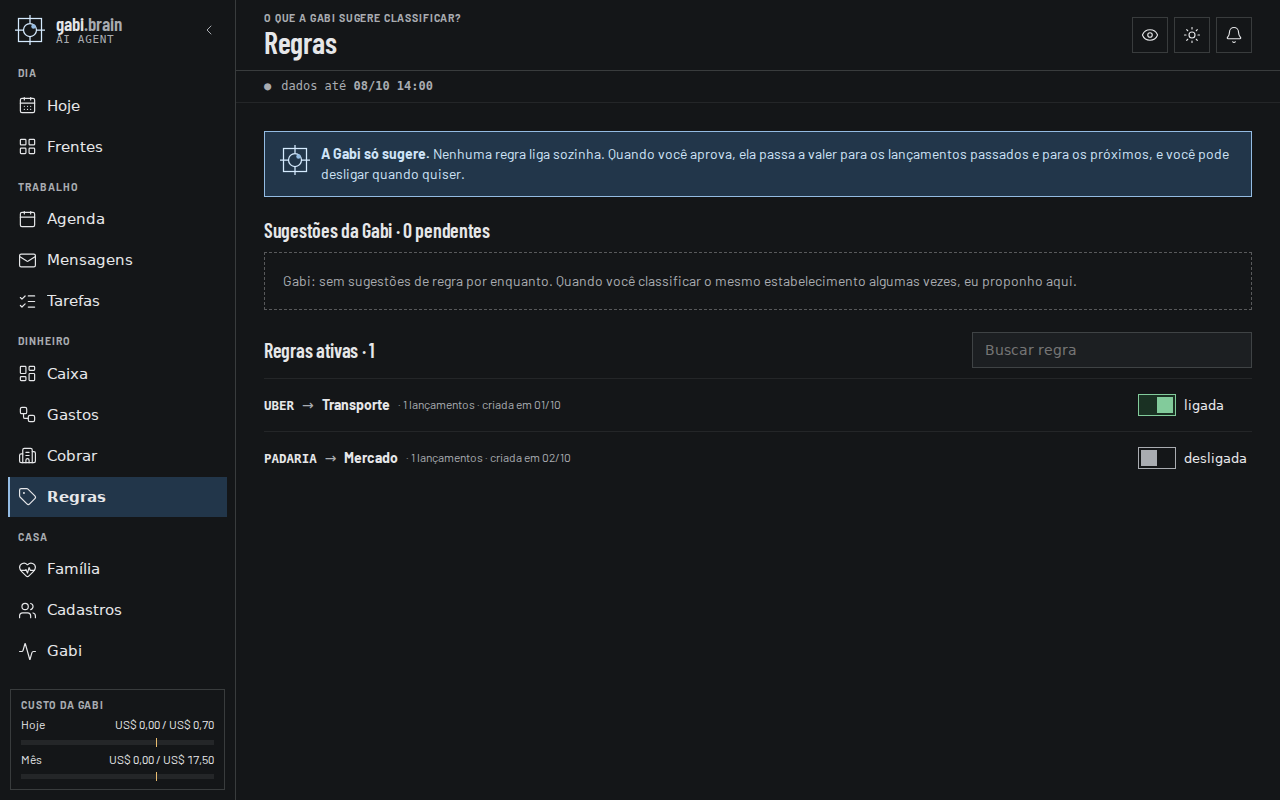 gabi.brain
AI AGENT
DIA
Hoje
Frentes
TRABALHO
Agenda
Mensagens
Tarefas
DINHEIRO
Caixa
Gastos
Cobrar
Regras
CASA
Família
Cadastros
Gabi
CUSTO DA GABI
Hoje US$ 0,00 / US$ 0,70
Mês US$ 0,00 / US$ 17,50
O QUE A GABI SUGERE CLASSIFICAR?
Regras
● dados até 08/10 14:00
A Gabi só sugere. Nenhuma regra liga sozinha. Quando você aprova, ela passa a valer para os lançamentos passados e para os próximos, e você pode
desligar quando quiser.
Sugestões da Gabi · 0 pendentes
Gabi: sem sugestões de regra por enquanto. Quando você classificar o mesmo estabelecimento algumas vezes, eu proponho aqui.
Regras ativas · 1
Buscar regra
UBER → Transporte · 1 lançamentos · criada em 01/10 ligada
PADARIA → Mercado · 1 lançamentos · criada em 02/10 desligada